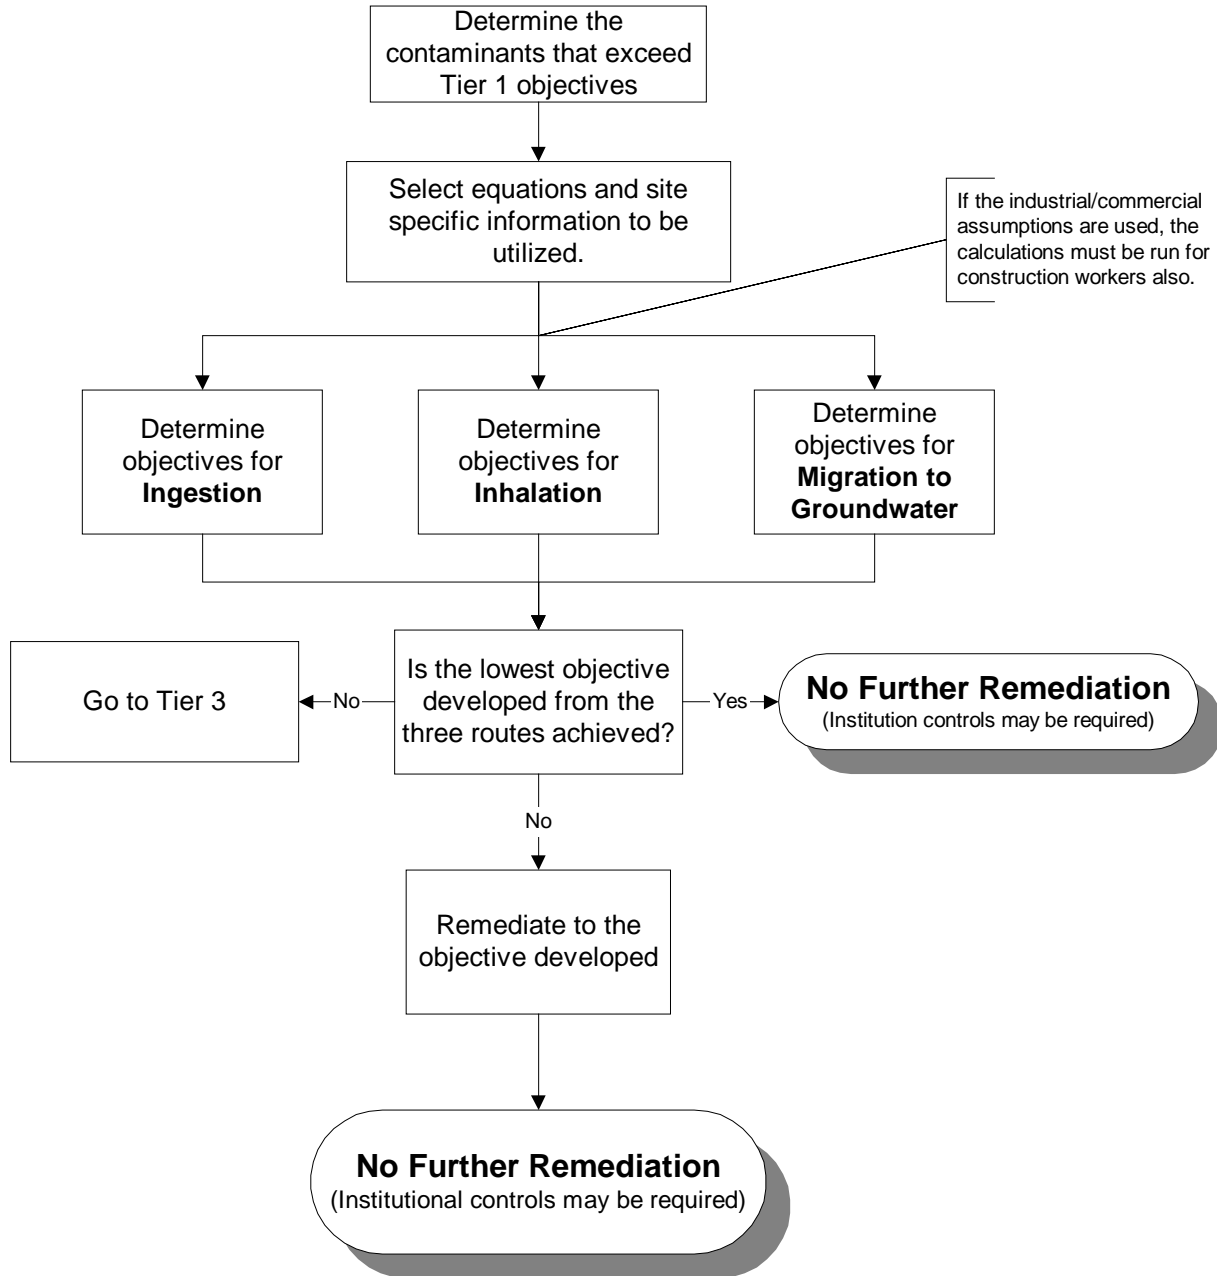 Determine the
contaminants that exceed
Tier 1 objectives
Select equations and site
specific information to be
utilized.
If the industrial/commercial
assumptions are used, the
calculations must be run for
construction workers also.
Determine
objectives for
Ingestion
Determine
objectives for
Inhalation
Determine
objectives for
Migration to
Groundwater
Go to Tier 3
No
Is the lowest objective
developed from the
three routes achieved?
Yes
No Further Remediation
(Institution controls may be required)
No
Remediate to the
objective developed
No Further Remediation
(Institutional controls may be required)